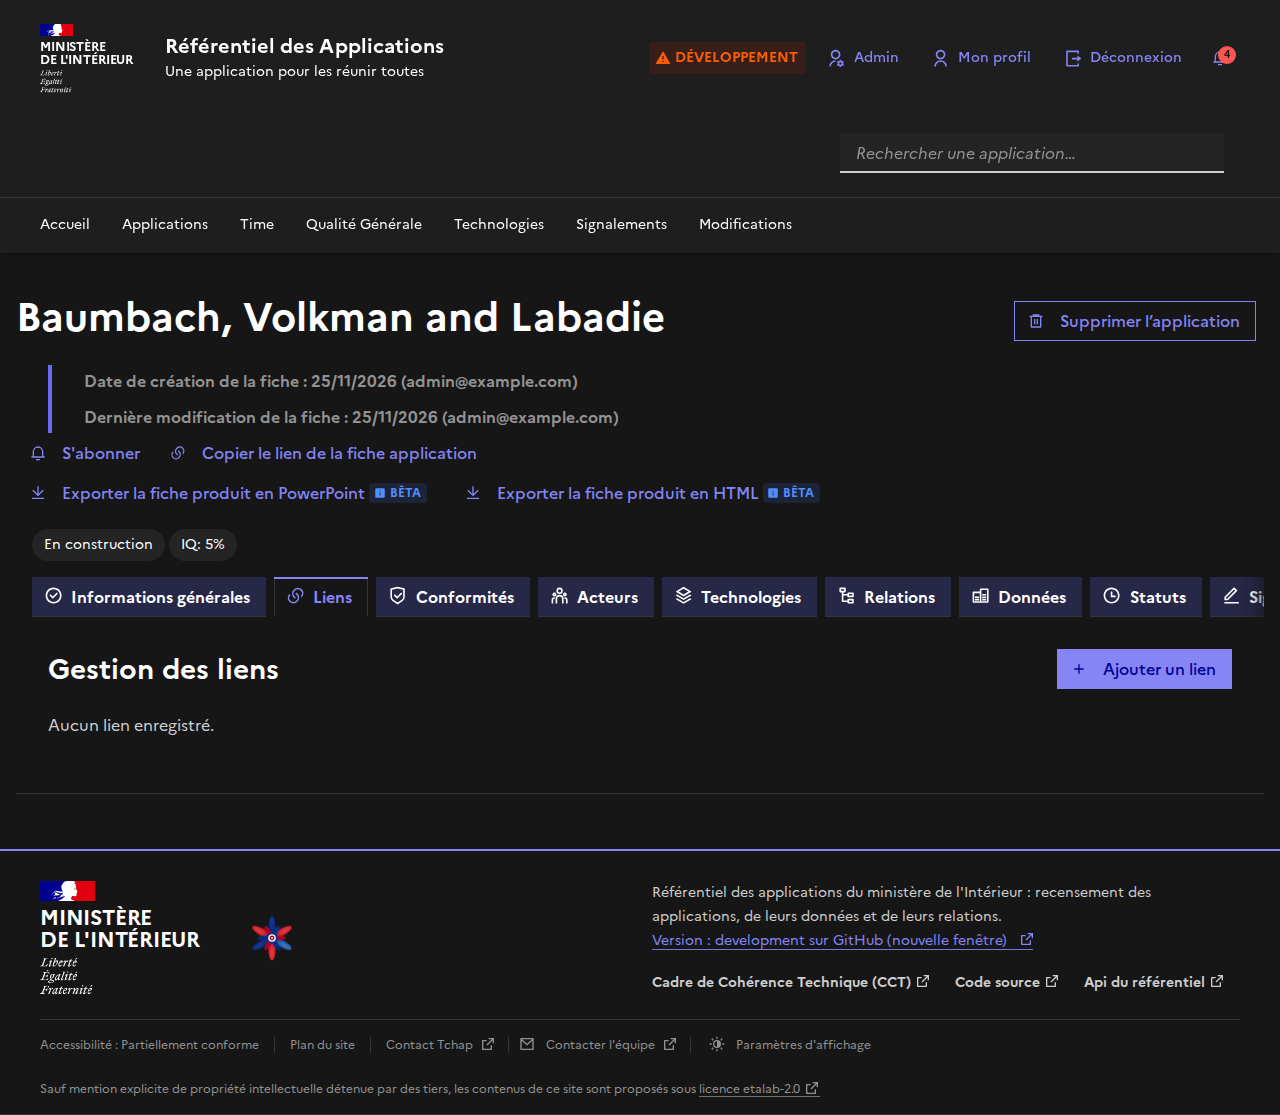 MINISTÈRE
DE L'INTÉRIEUR
Liberté
Égalité
Fraternité
Référentiel des Applications
Une application pour les réunir toutes
DÉVELOPPEMENT
Admin
Mon profil
Déconnexion
4
Rechercher une application…
Accueil
Applications
Time
Qualité Générale
Technologies
Signalements
Modifications
Baumbach, Volkman and Labadie
Supprimer l’application
Date de création de la fiche : 25/11/2026 (admin@example.com)
Dernière modification de la fiche : 25/11/2026 (admin@example.com)
S'abonner
Copier le lien de la fiche application
Exporter la fiche produit en PowerPoint
BÊTA
Exporter la fiche produit en HTML
BÊTA
En construction
IQ: 5%
Informations générales
Liens
Conformités
Acteurs
Technologies
Relations
Données
Statuts
Gestion des liens
Ajouter un lien
Aucun lien enregistré.
MINISTÈRE
DE L'INTÉRIEUR
Liberté
Égalité
Fraternité
Référentiel des applications du ministère de l'Intérieur : recensement des
applications, de leurs données et de leurs relations.
Version : development sur GitHub (nouvelle fenêtre)
Cadre de Cohérence Technique (CCT)
Code source
Api du référentiel
Accessibilité : Partiellement conforme
Plan du site
Contact Tchap
Contacter l'équipe
Paramètres d'affichage
Sauf mention explicite de propriété intellectuelle détenue par des tiers, les contenus de ce site sont proposés sous licence etalab-2.0